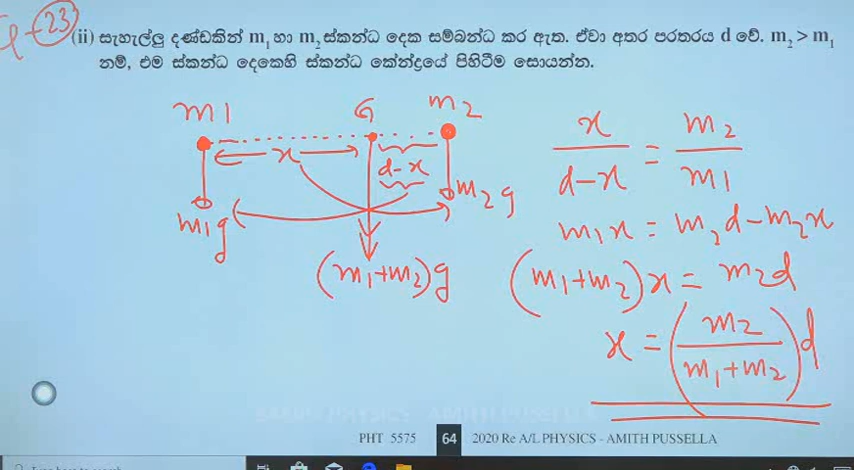 23
(ii) සැහැල්ලු දණ්ඩකින් m₁ හා m₂ ස්කන්ධ දෙක සම්බන්ධ කර ඇත. ඒවා අතර පරතරය d වේ. m₂ > m₁
නම්, එම ස්කන්ධ දෙකෙහි ස්කන්ධ කේන්ද්‍රයේ පිහිටීම සොයන්න.
m1 G m2
x d-x
m₁g m₂g
(m₁+m₂)g
x/(d-x) = m₂/m₁
m₁x = m₂d-m₂x
(m₁+m₂)x = m₂d
x = (m₂/(m₁+m₂))d
PHT 5575 64 2020 Re A/L PHYSICS - AMITH PUSSELLA